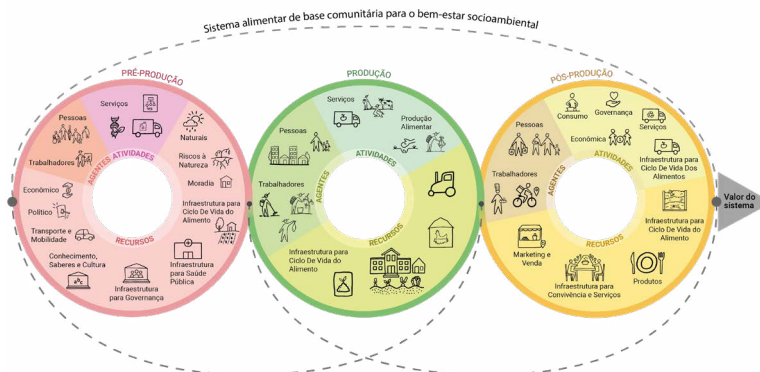 Sistema alimentar de base comunitária para o bem-estar socioambiental
PRÉ-PRODUÇÃO
Serviços
Pessoas
Trabalhadores
AGENTES
ATIVIDADES
Naturais
Riscos à
Natureza
Moradia
Infraestrutura para
Ciclo De Vida do
Alimento
Econômico
Político
Transporte e
Mobilidade
Conhecimento,
Saberes e Cultura
RECURSOS
Infraestrutura
para Governança
Infraestrutura
para Saúde
Pública
PRODUÇÃO
Serviços
Pessoas
Produção
Alimentar
Trabalhadores
AGENTES
ATIVIDADES
RECURSOS
Infraestrutura para
Ciclo De Vida do
Alimento
PÓS-PRODUÇÃO
Consumo
Governança
Serviços
Pessoas
Econômica
Infraestrutura para
Ciclo De Vida Dos
Alimentos
Trabalhadores
AGENTES
ATIVIDADES
RECURSOS
Infraestrutura para
Ciclo De Vida do
Alimento
Marketing e
Venda
Infraestrutura para
Convivência e Serviços
Produtos
Valor do
sistema